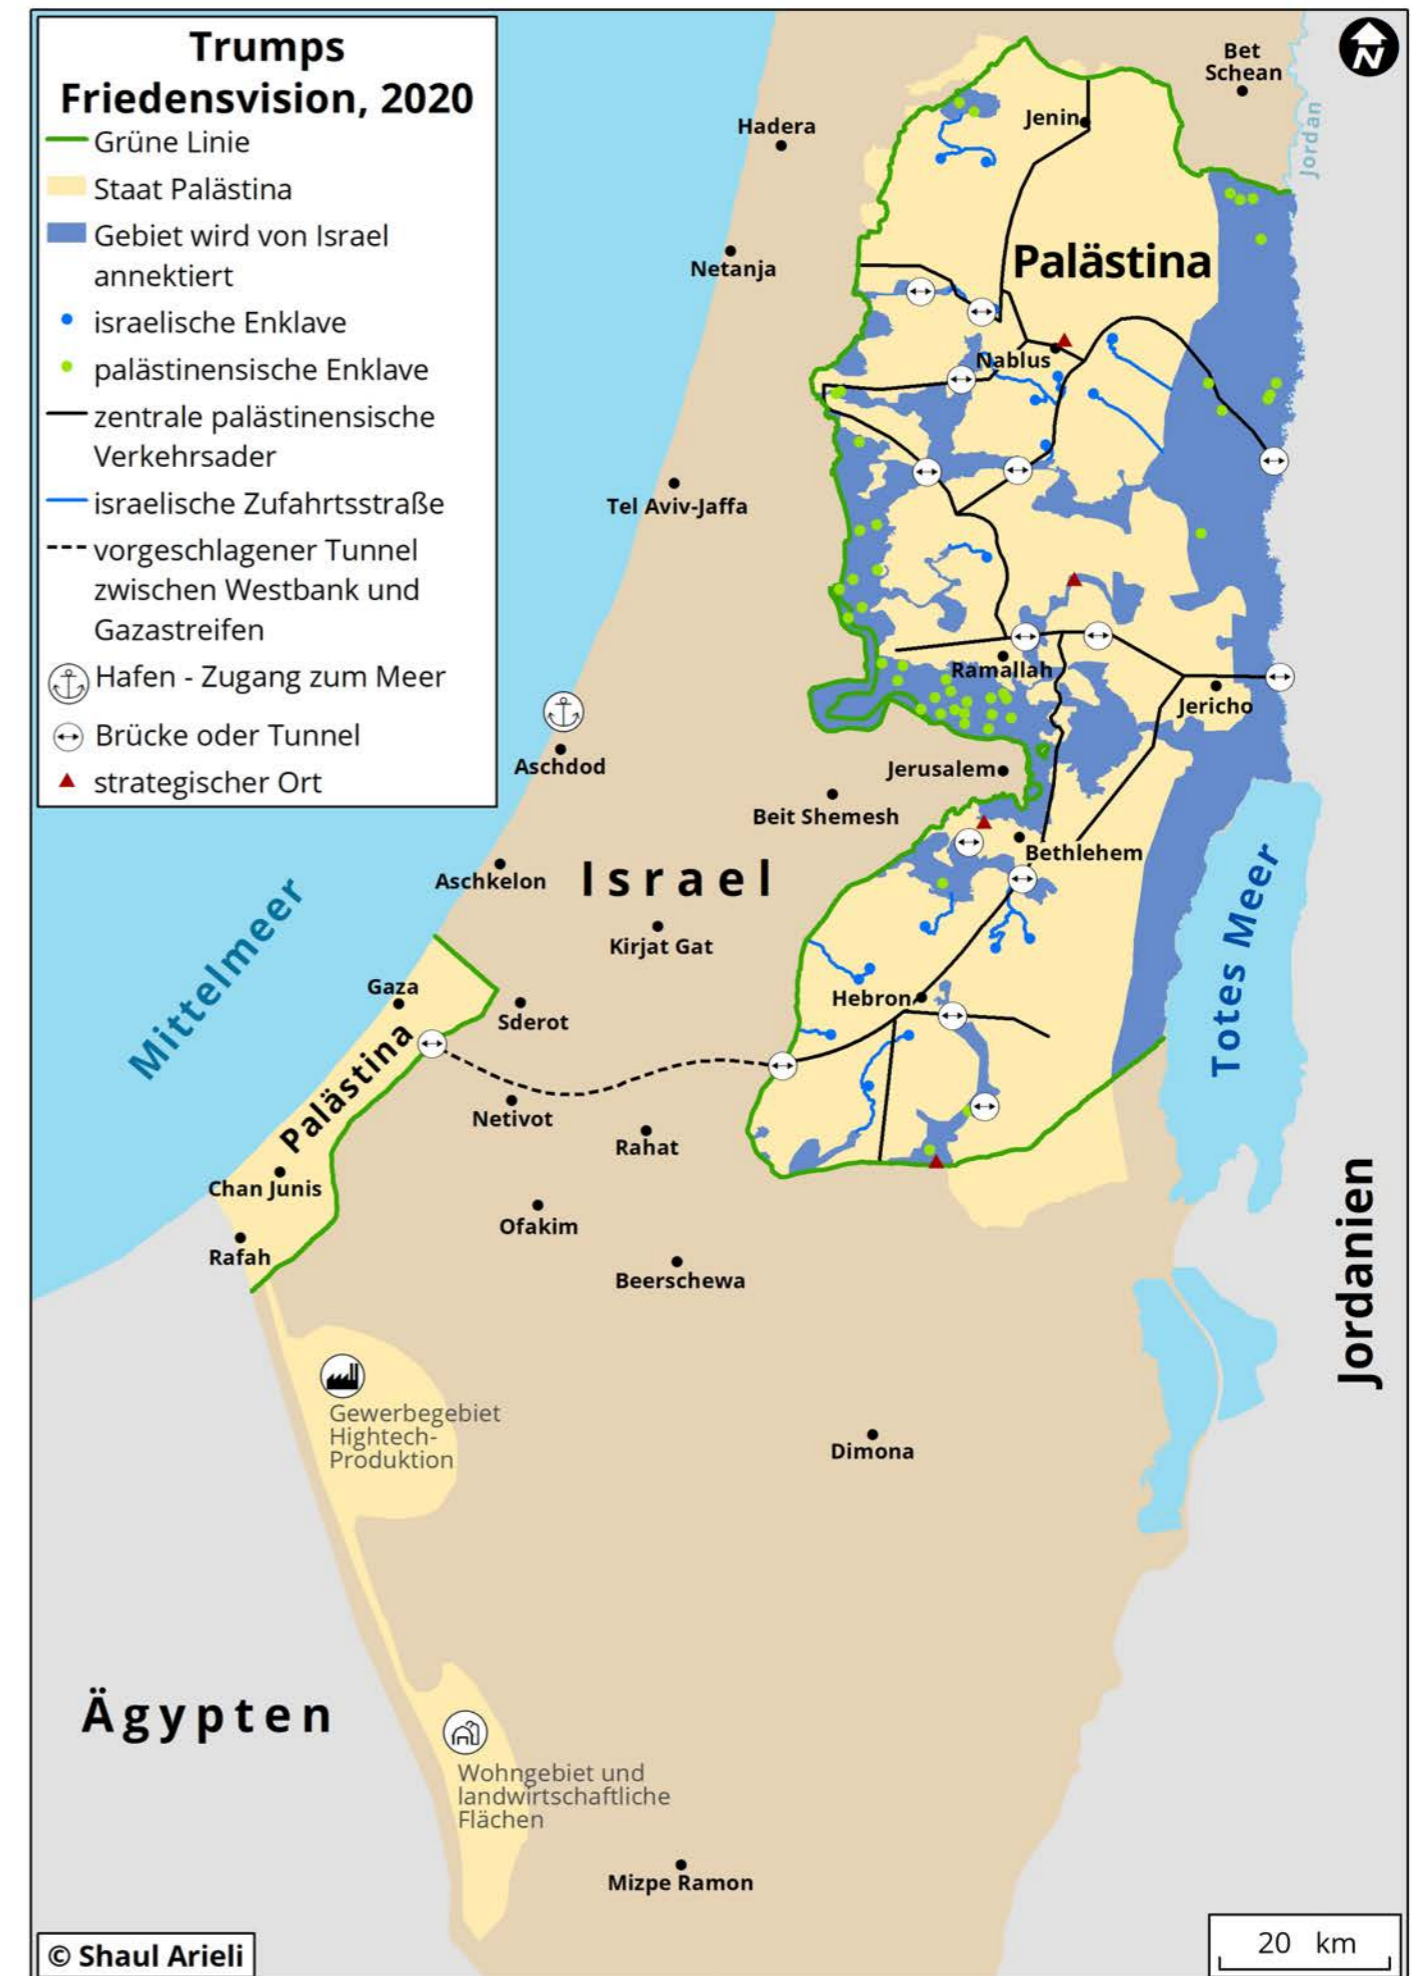 Trumps
Friedensvision, 2020
Grüne Linie
Staat Palästina
Gebiet wird von Israel
annektiert
israelische Enklave
palästinensische Enklave
zentrale palästinensische
Verkehrsader
israelische Zufahrtsstraße
vorgeschlagener Tunnel
zwischen Westbank und
Gazastreifen
Hafen - Zugang zum Meer
Brücke oder Tunnel
strategischer Ort
N
Bet
Schean
Jordan
Hadera
Jenin
Netanja
Palästina
Nablus
Tel Aviv-Jaffa
Ramallah
Jericho
Aschdod
Jerusalem
Beit Shemesh
Bethlehem
Aschkelon
Israel
Kirjat Gat
Mittelmeer
Totes Meer
Gaza
Sderot
Hebron
Palästina
Netivot
Rahat
Chan Junis
Ofakim
Rafah
Beerschewa
Jordanien
Gewerbegebiet
Hightech-
Produktion
Dimona
Ägypten
Wohngebiet und
landwirtschaftliche
Flächen
Mizpe Ramon
© Shaul Arieli
20 km